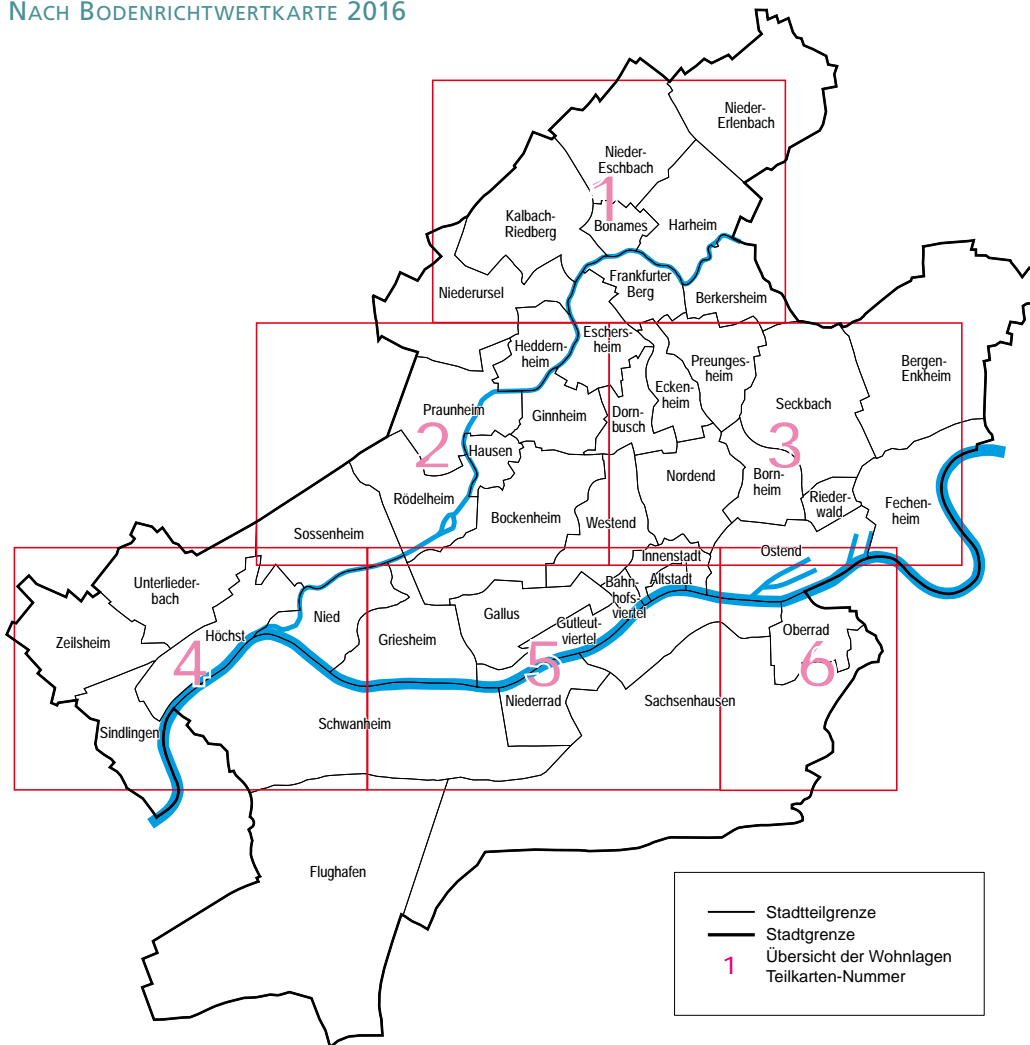 NACH BODENRICHTWERTKARTE 2016
Nieder-
Erlenbach
Nieder-
Eschbach
1
Kalbach-
Riedberg
Bonames
Harheim
Frankfurter
Berg
Niederursel
Berkersheim
Eschers-
heim
Heddern-
heim
Preunges-
heim
Bergen-
Enkheim
Ecken-
heim
Seckbach
Praunheim
Ginnheim
Dorn-
busch
2
3
Hausen
Nordend
Born-
heim
Rödelheim
Rieder-
wald
Fechen-
heim
Bockenheim
Westend
Sossenheim
Ostend
Innenstadt
Unterlieder-
bach
Bahn-
hofs-
viertel
Altstadt
Nied
Gallus
Gutleut-
viertel
Zeilsheim
Höchst
Griesheim
Oberrad
4
5
6
Niederrad
Sachsenhausen
Schwanheim
Sindlingen
Flughafen
Stadtteilgrenze
Stadtgrenze
1 Übersicht der Wohnlagen
Teilkarten-Nummer